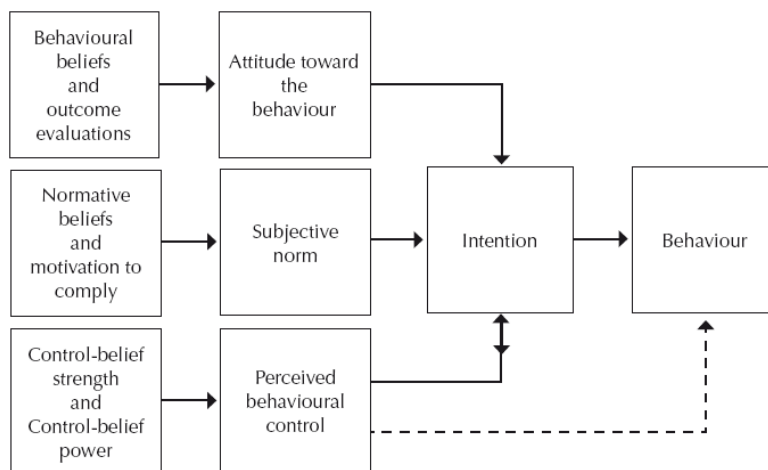 Behavioural
beliefs
and
outcome
evaluations
Attitude toward
the
behaviour
Normative
beliefs
and
motivation to
comply
Subjective
norm
Intention
Behaviour
Control-belief
strength
and
Control-belief
power
Perceived
behavioural
control